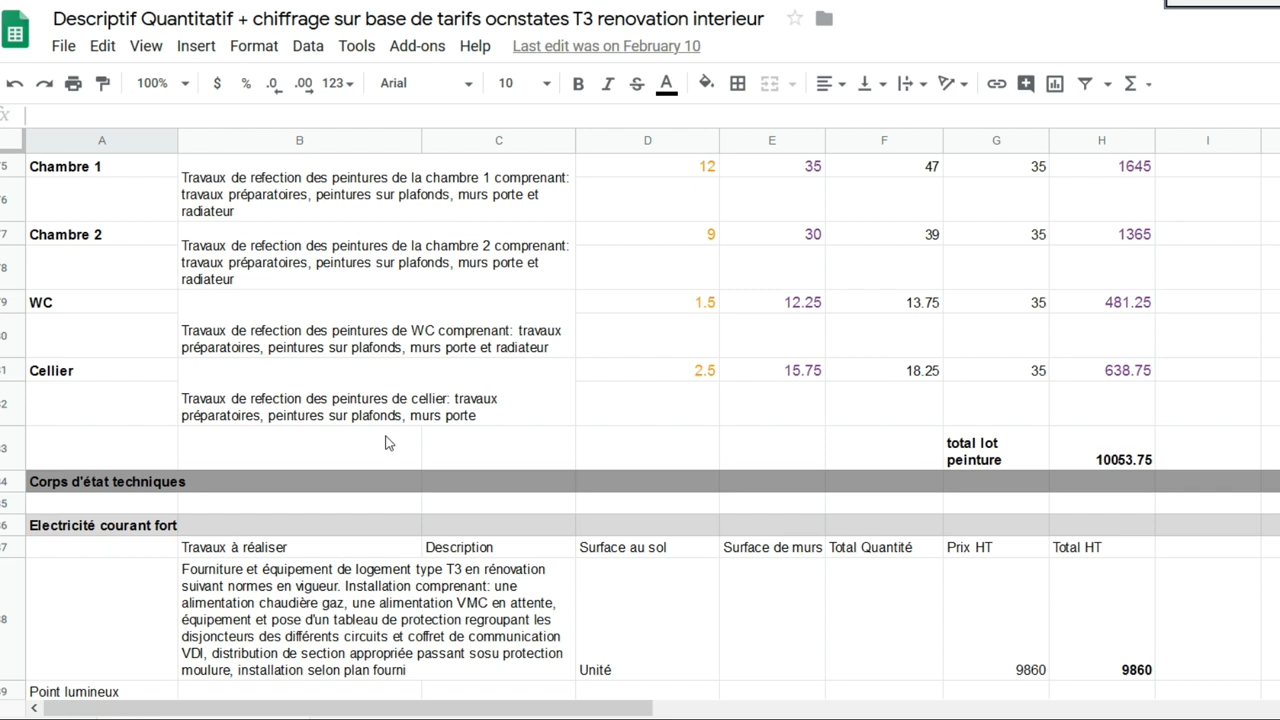 Descriptif Quantitatif + chiffrage sur base de tarifs ocnstates T3 renovation interieur
File Edit View Insert Format Data Tools Add-ons Help Last edit was on February 10
100% $ % .0 .00 123 Arial 10 B I S A
A B C D E F G H I
Chambre 1 12 35 47 35 1645
Travaux de refection des peintures de la chambre 1 comprenant:
travaux préparatoires, peintures sur plafonds, murs porte et
radiateur
Chambre 2 9 30 39 35 1365
Travaux de refection des peintures de la chambre 2 comprenant:
travaux préparatoires, peintures sur plafonds, murs porte et
radiateur
WC 1.5 12.25 13.75 35 481.25
Travaux de refection des peintures de WC comprenant: travaux
préparatoires, peintures sur plafonds, murs porte et radiateur
Cellier 2.5 15.75 18.25 35 638.75
Travaux de refection des peintures de cellier: travaux
préparatoires, peintures sur plafonds, murs porte
total lot
peinture 10053.75
Corps d'état techniques
Electricité courant fort
Travaux à réaliser Description Surface au sol Surface de murs Total Quantité Prix HT Total HT
Fourniture et équipement de logement type T3 en rénovation
suivant normes en vigueur. Installation comprenant: une
alimentation chaudière gaz, une alimentation VMC en attente,
équipement et pose d'un tableau de protection regroupant les
disjoncteurs des différents circuits et coffret de communication
VDI, distribution de section appropriée passant sosu protection
moulure, installation selon plan fourni Unité 9860 9860
Point lumineux